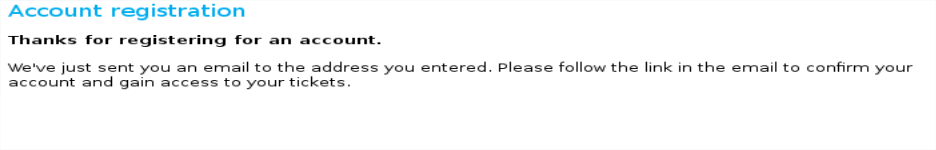 Account registration
Thanks for registering for an account.
We've just sent you an email to the address you entered. Please follow the link in the email to confirm your
account and gain access to your tickets.